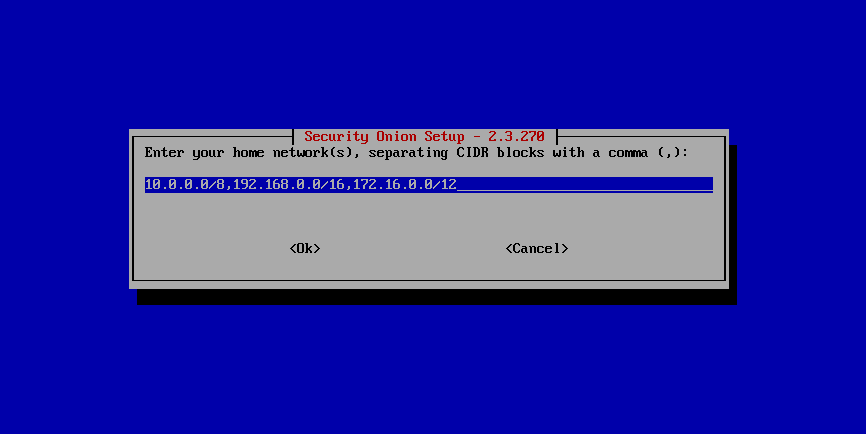 Security Onion Setup - 2.3.270
Enter your home network(s), separating CIDR blocks with a comma (,):
10.0.0.0/8,192.168.0.0/16,172.16.0.0/12
<Ok> <Cancel>